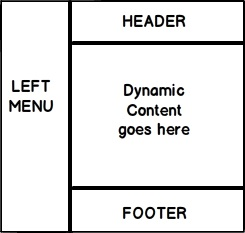 HEADER
LEFT
MENU
Dynamic
Content
goes here
FOOTER